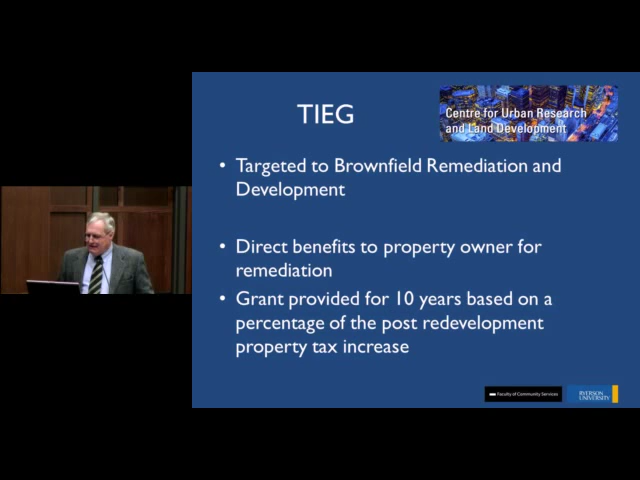 TIEG
Centre for Urban Research
and Land Development
• Targeted to Brownfield Remediation and
Development
• Direct benefits to property owner for
remediation
• Grant provided for 10 years based on a
percentage of the post redevelopment
property tax increase
Faculty of Community Services
RYERSON
UNIVERSITY